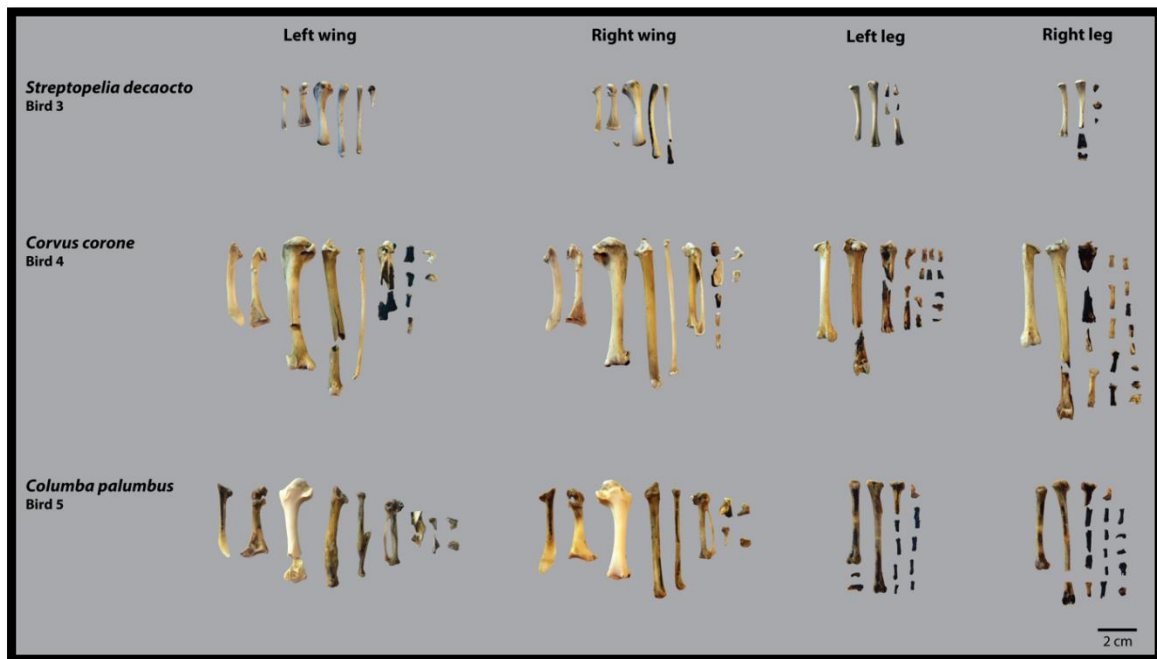 Left wing Right wing Left leg Right leg
Streptopelia decaocto
Bird 3
Corvus corone
Bird 4
Columba palumbus
Bird 5
2 cm